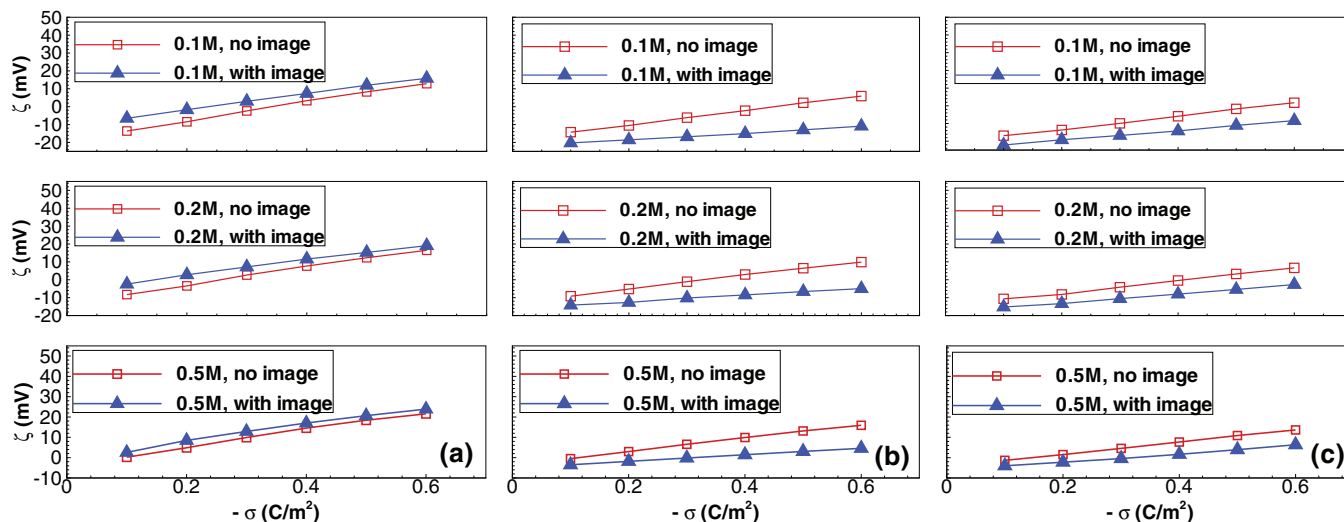 50
40
30
20
10
0
-10
-20
ζ (mV)
0.1M, no image
0.1M, with image
0.1M, no image
0.1M, with image
0.1M, no image
0.1M, with image
50
40
30
20
10
0
-10
-20
ζ (mV)
0.2M, no image
0.2M, with image
0.2M, no image
0.2M, with image
0.2M, no image
0.2M, with image
50
40
30
20
10
0
-10
ζ (mV)
0.5M, no image
0.5M, with image
(a)
0.5M, no image
0.5M, with image
(b)
0.5M, no image
0.5M, with image
(c)
0 0.2 0.4 0.6 0 0.2 0.4 0.6 0 0.2 0.4 0.6
- σ (C/m²) - σ (C/m²) - σ (C/m²)